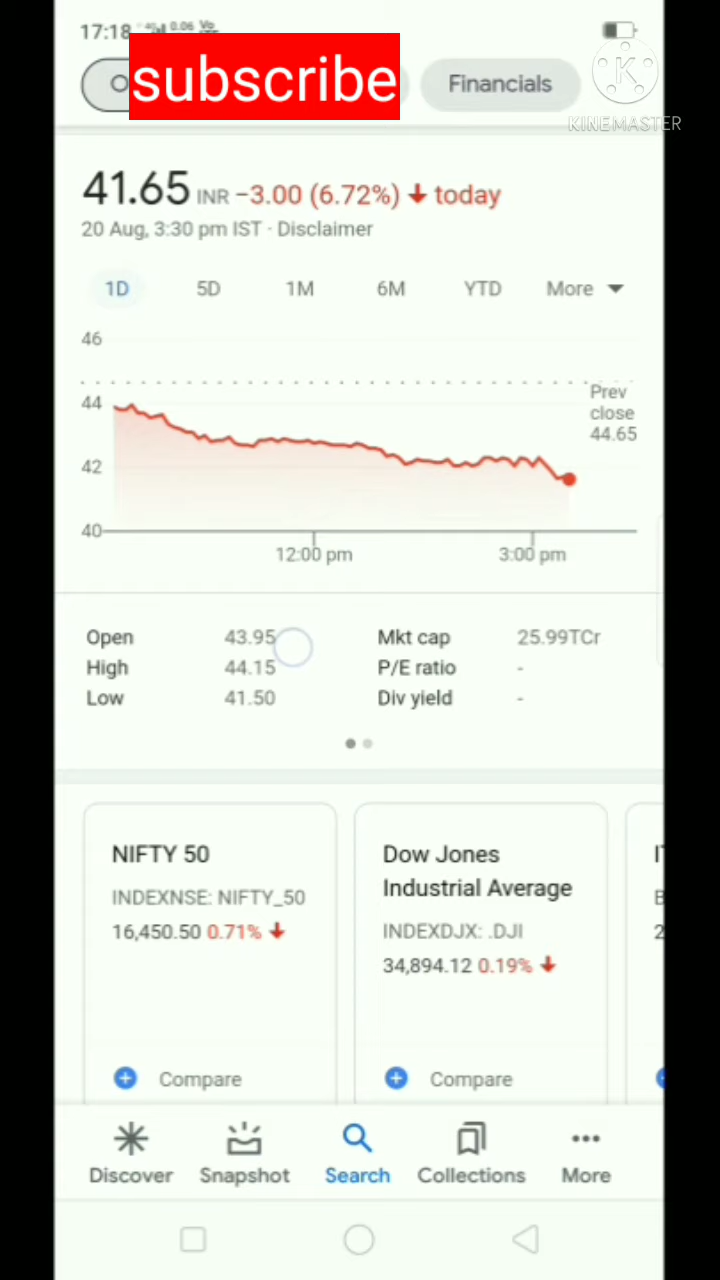 17:18
0.06
subscribe
Financials
K
KINEMASTER
41.65 INR −3.00 (6.72%) today
20 Aug, 3:30 pm IST · Disclaimer
1D 5D 1M 6M YTD More
46
44
42
40
Prev
close
44.65
12:00 pm 3:00 pm
Open 43.95 Mkt cap 25.99TCr
High 44.15 P/E ratio -
Low 41.50 Div yield -
NIFTY 50
INDEXNSE: NIFTY_50
16,450.50 0.71%
Compare
Dow Jones
Industrial Average
INDEXDJX: .DJI
34,894.12 0.19%
Compare
Discover Snapshot Search Collections More